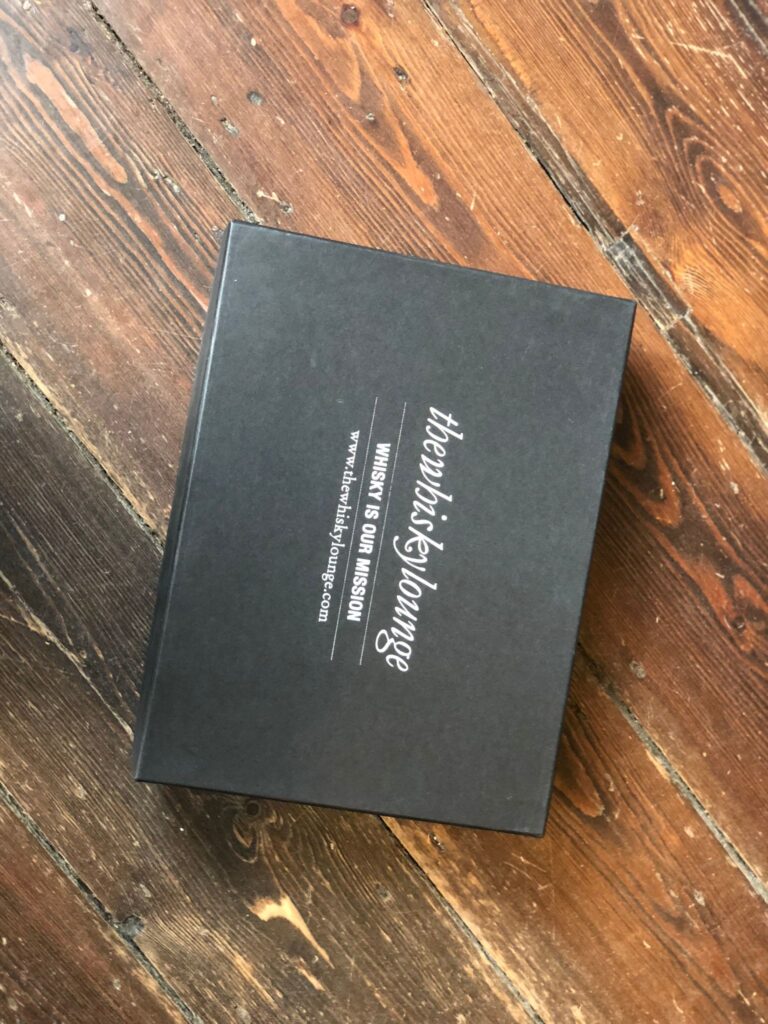 thewhiskylounge
WHISKY IS OUR MISSION
www.thewhiskylounge.com